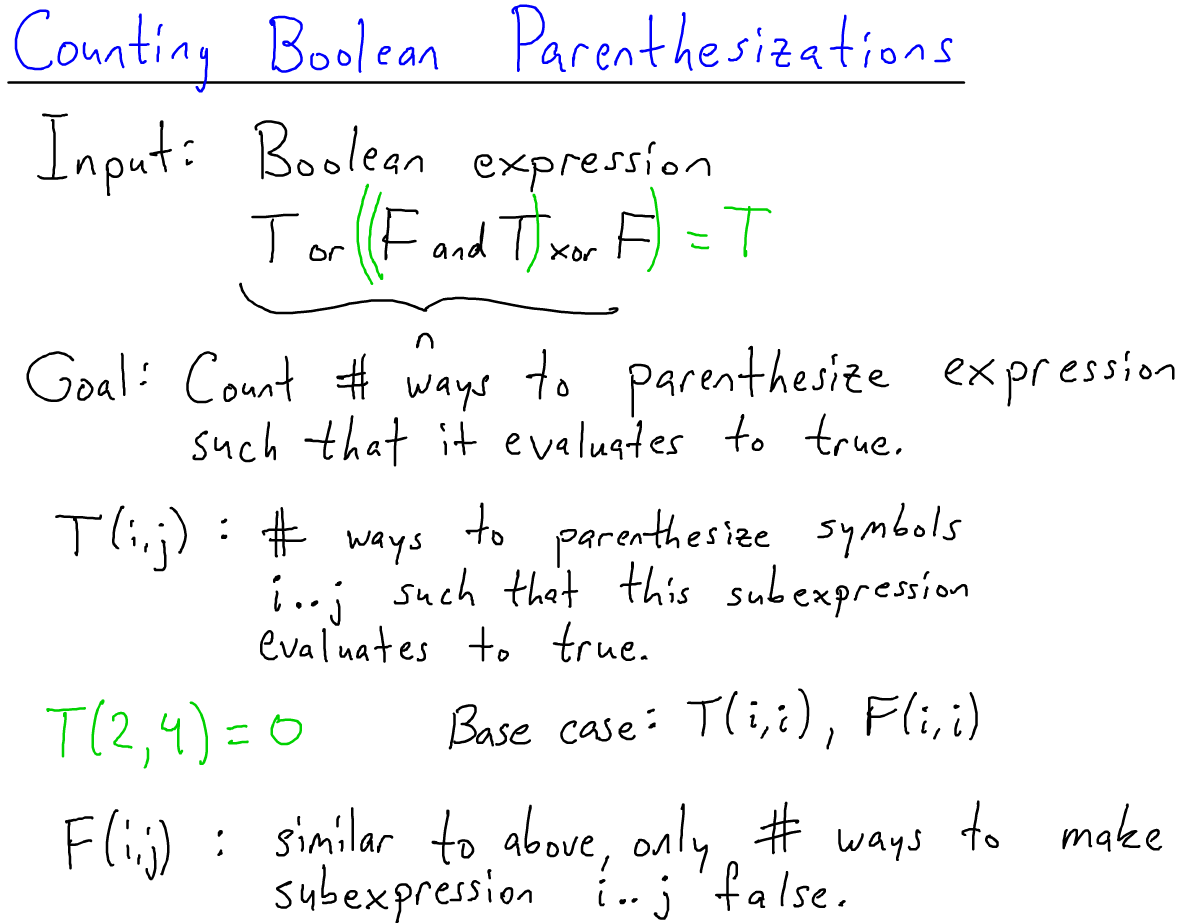 Counting Boolean Parenthesizations
Input: Boolean expression
T or ((F and T) xor F) = T
n
Goal: Count # ways to parenthesize expression
such that it evaluates to true.
T(i,j) : # ways to parenthesize symbols
i..j such that this subexpression
evaluates to true.
T(2,4) = 0 Base case: T(i,i), F(i,i)
F(i,j) : similar to above, only # ways to make
subexpression i..j false.